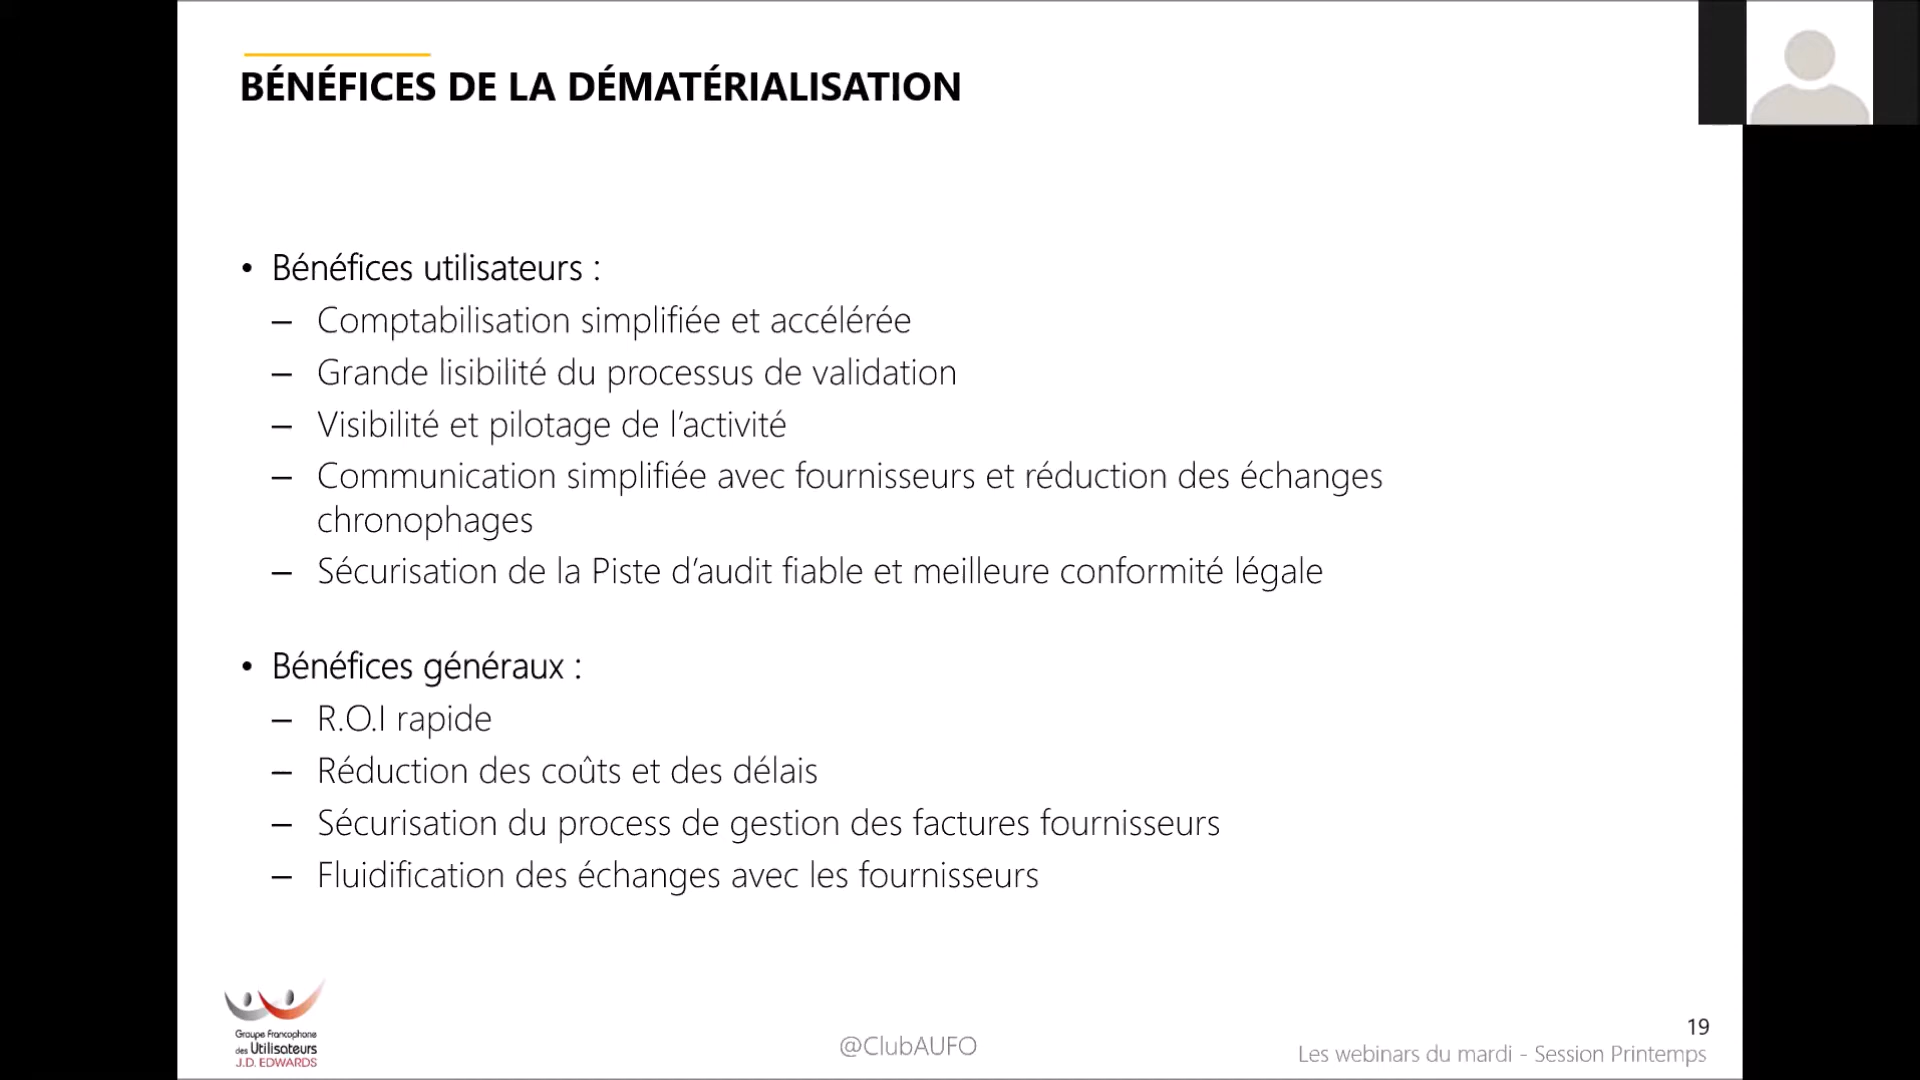 BÉNÉFICES DE LA DÉMATÉRIALISATION
• Bénéfices utilisateurs :
– Comptabilisation simplifiée et accélérée
– Grande lisibilité du processus de validation
– Visibilité et pilotage de l’activité
– Communication simplifiée avec fournisseurs et réduction des échanges
chronophages
– Sécurisation de la Piste d’audit fiable et meilleure conformité légale
• Bénéfices généraux :
– R.O.I rapide
– Réduction des coûts et des délais
– Sécurisation du process de gestion des factures fournisseurs
– Fluidification des échanges avec les fournisseurs
Groupe Francophone
des Utilisateurs
J.D. EDWARDS
@ClubAUFO
19
Les webinars du mardi - Session Printemps